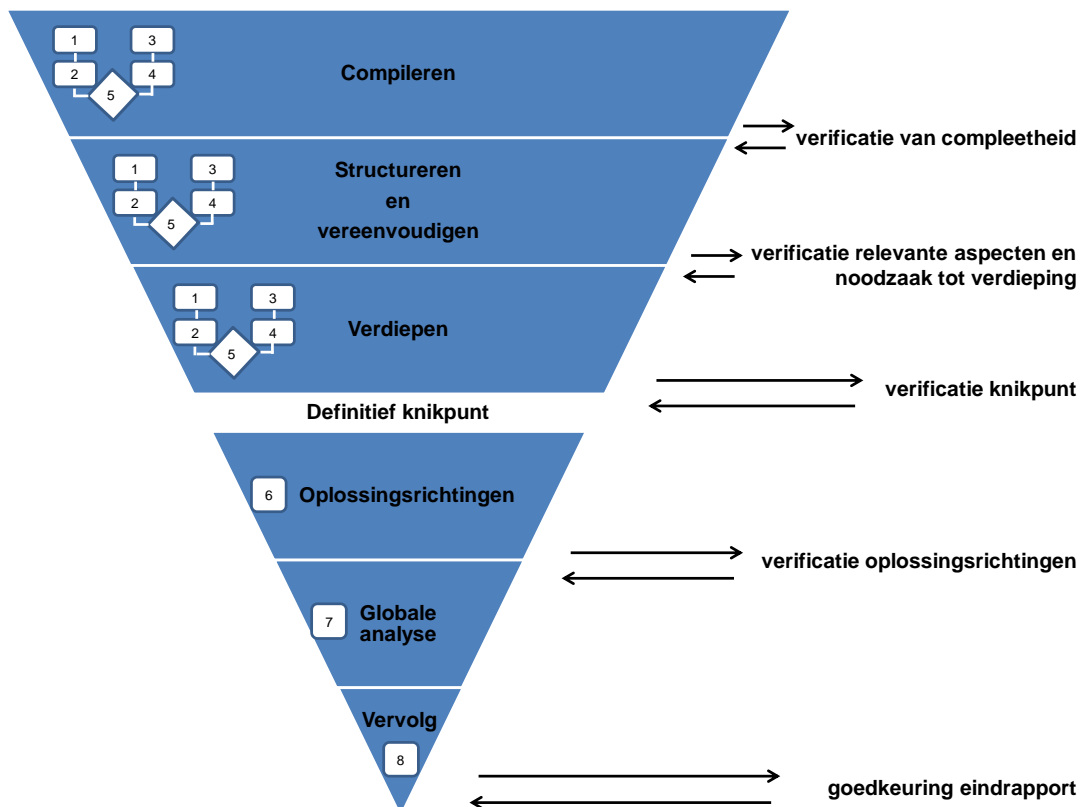 1
3
2
4
5
Compileren
verificatie van compleetheid
1
3
2
4
5
Structureren
en
vereenvoudigen
verificatie relevante aspecten en
noodzaak tot verdieping
1
3
2
4
5
Verdiepen
verificatie knikpunt
Definitief knikpunt
6
Oplossingsrichtingen
verificatie oplossingsrichtingen
7
Globale
analyse
Vervolg
8
goedkeuring eindrapport